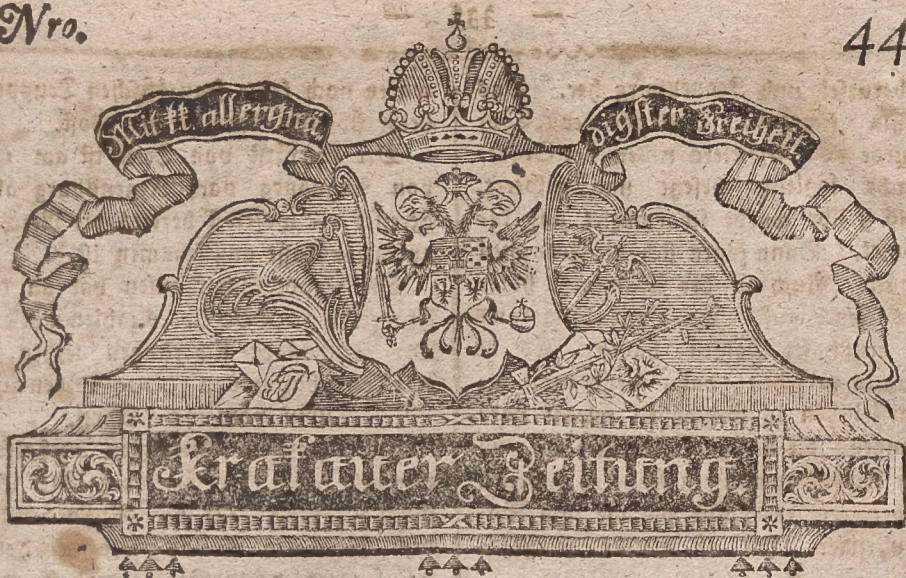 Nro. 44
Mit kk allergnä
digster Freiheit.
Krakauer Zeitung.